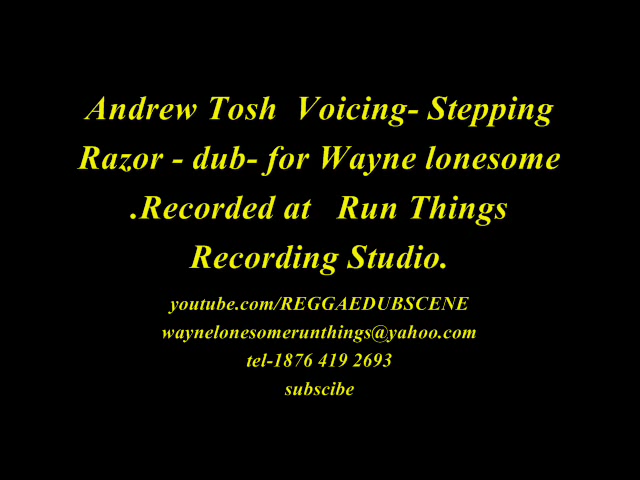 Andrew Tosh  Voicing- Stepping
Razor - dub- for Wayne lonesome
.Recorded at   Run Things
Recording Studio.
youtube.com/REGGAEDUBSCENE
waynelonesomerunthings@yahoo.com
tel-1876 419 2693
subscibe